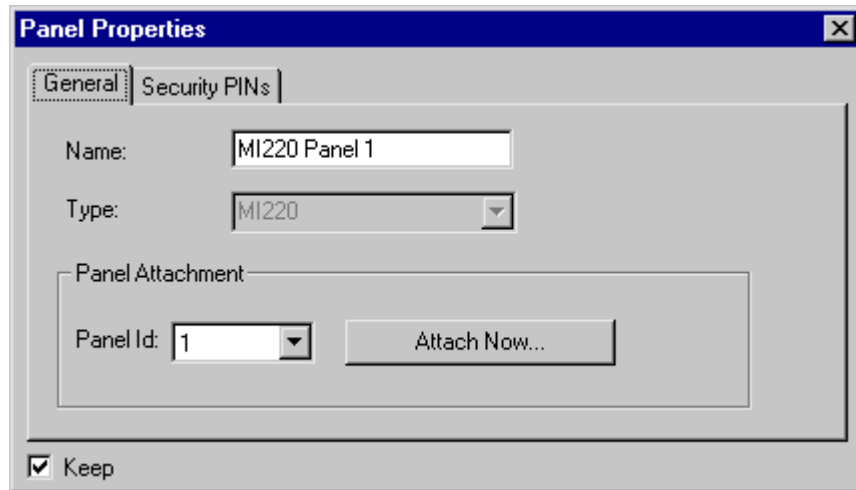 Panel Properties
General Security PINs
Name: MI220 Panel 1
Type: MI220
Panel Attachment
Panel Id: 1 Attach Now...
Keep